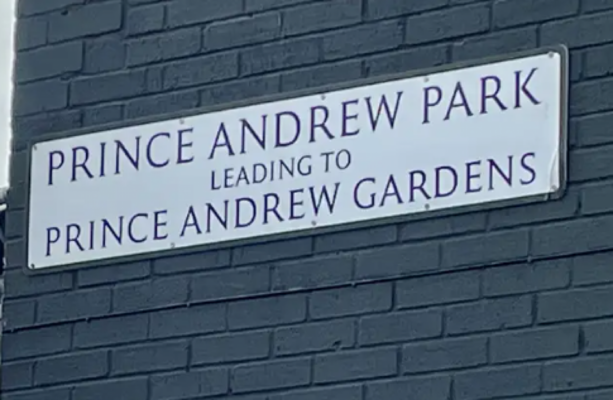 PRINCE ANDREW PARK
LEADING TO
PRINCE ANDREW GARDENS